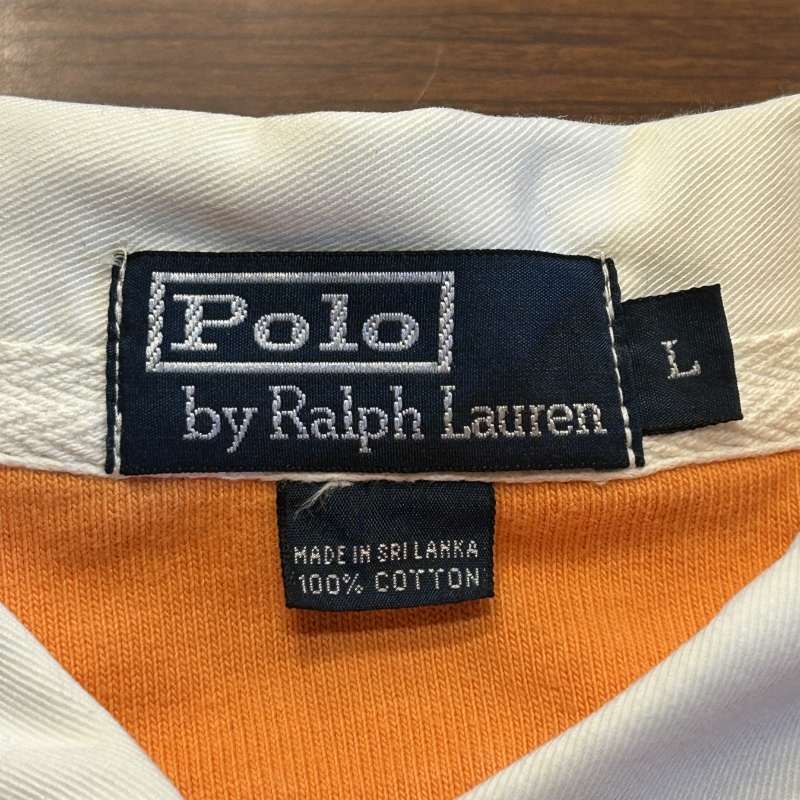 Polo
by Ralph Lauren
L
MADE IN SRI LANKA
100% COTTON